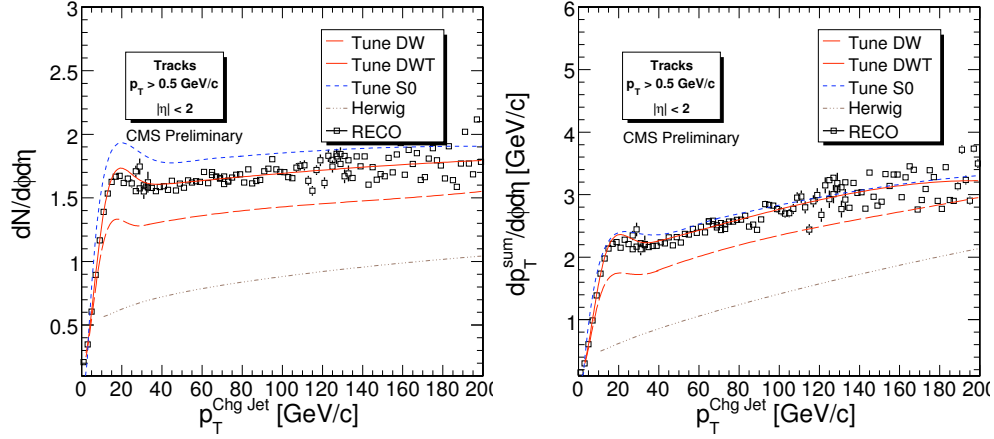 dN/dφdη
3
2.5
2
1.5
1
0.5
0 20 40 60 80 100 120 140 160 180 200
p_T^Chg Jet [GeV/c]
Tracks
p_T > 0.5 GeV/c
|η| < 2
CMS Preliminary
Tune DW
Tune DWT
Tune S0
Herwig
RECO
dp_T^sum/dφdη [GeV/c]
6
5
4
3
2
1
0 20 40 60 80 100 120 140 160 180 200
p_T^Chg Jet [GeV/c]
Tracks
p_T > 0.5 GeV/c
|η| < 2
CMS Preliminary
Tune DW
Tune DWT
Tune S0
Herwig
RECO